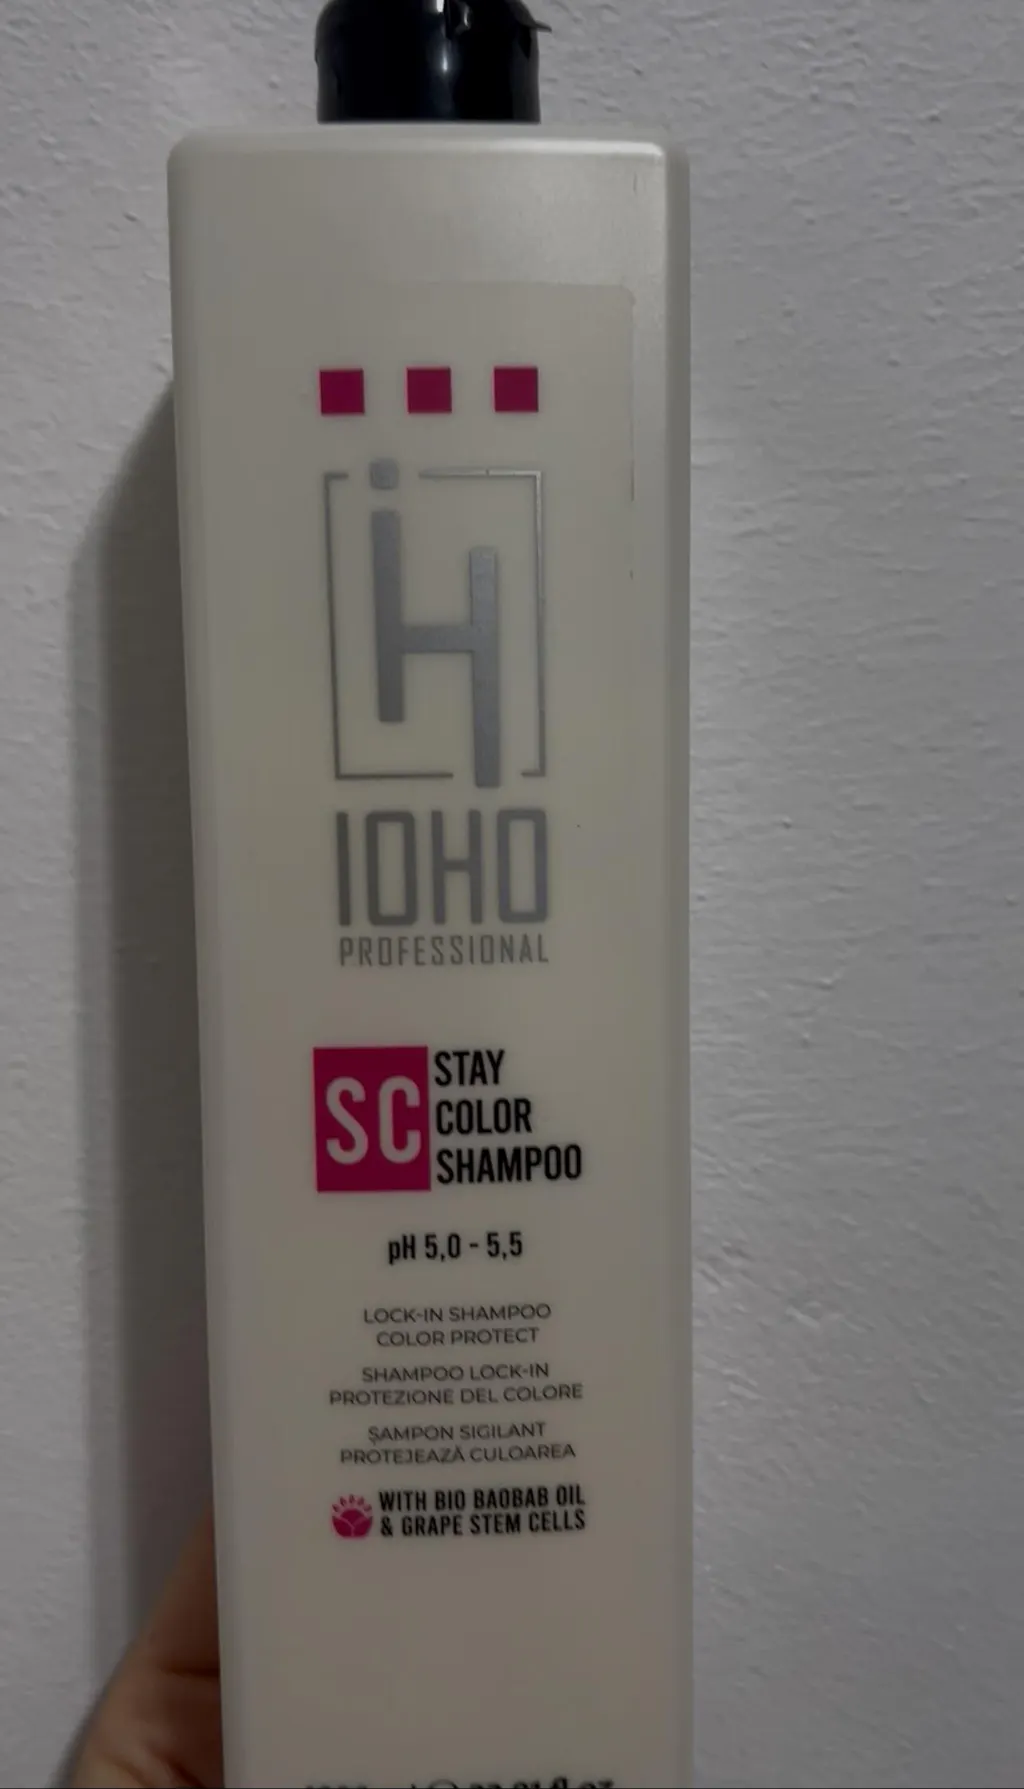 iH
IOHO
PROFESSIONAL
SC
STAY
COLOR
SHAMPOO
pH 5,0 - 5,5
LOCK-IN SHAMPOO
COLOR PROTECT
SHAMPOO LOCK-IN
PROTEZIONE DEL COLORE
ȘAMPON SIGILANT
PROTEJEAZĂ CULOAREA
WITH BIO BAOBAB OIL
& GRAPE STEM CELLS